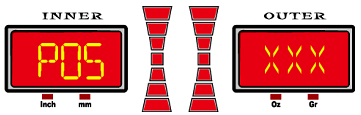 INNER OUTER
POS XXX
Inch mm Oz Gr